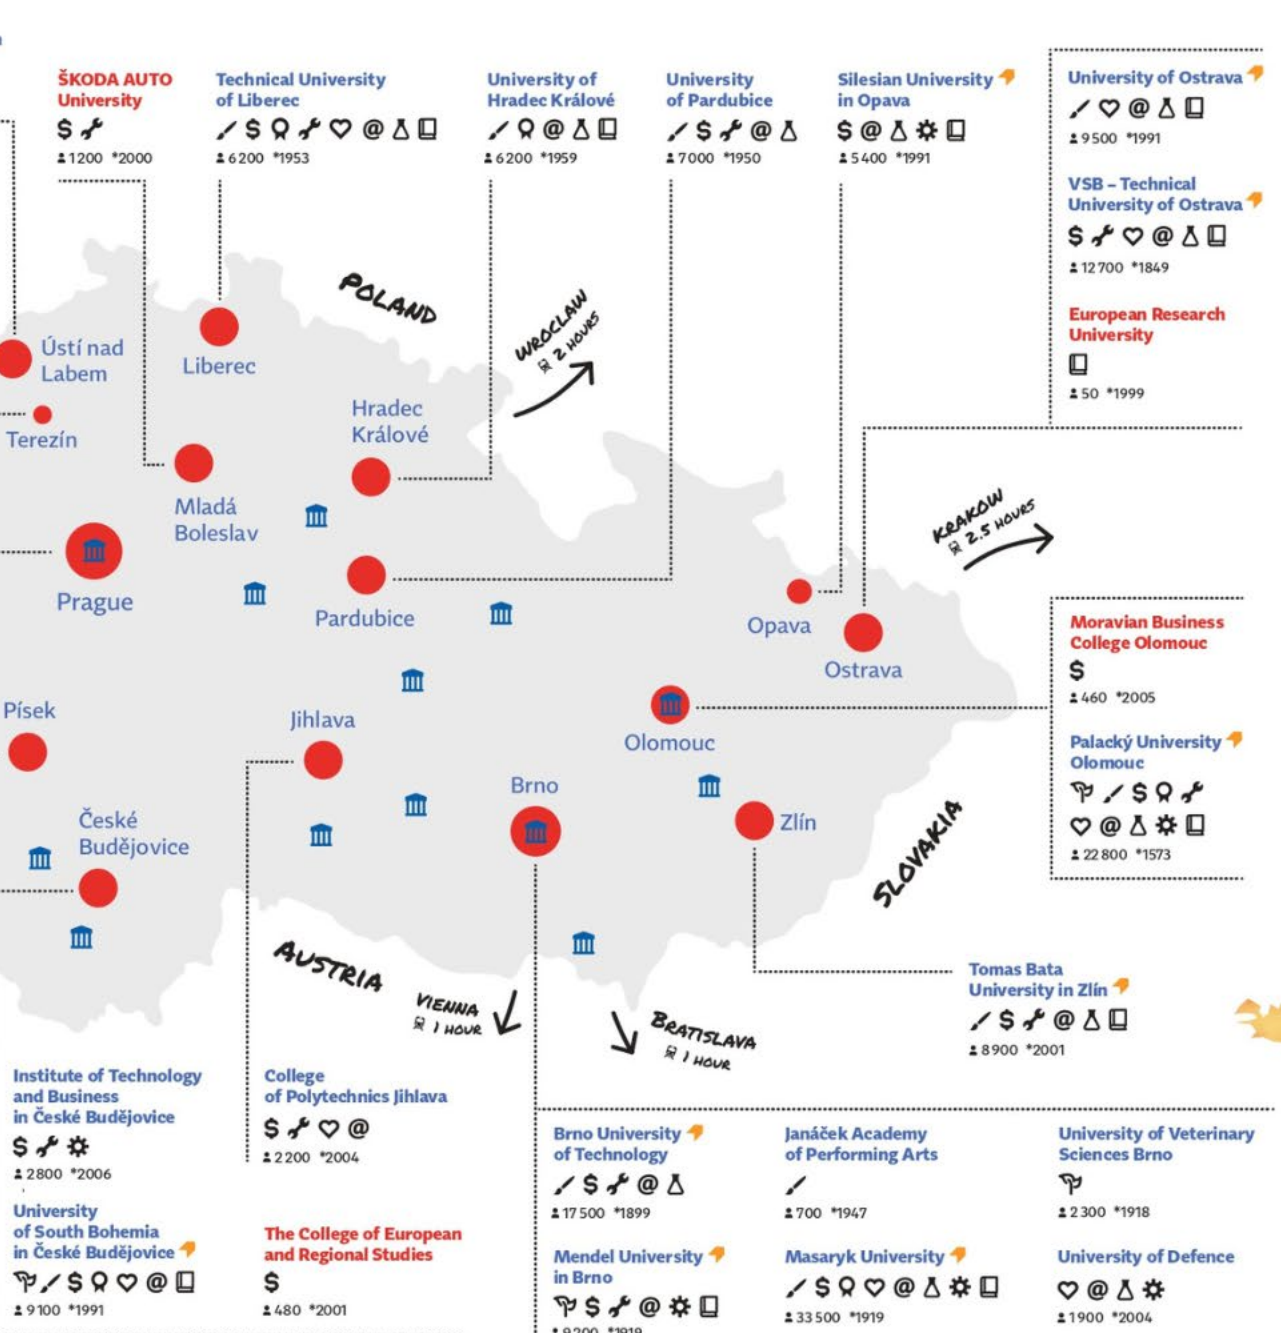 ŠKODA AUTO
University
$
1200 *2000
Technical University
of Liberec
$ @
6200 *1953
University of
Hradec Králové
@
6200 *1959
University
of Pardubice
$ @
7000 *1950
Silesian University
in Opava
$ @
5400 *1991
University of Ostrava
@
9500 *1991
VSB – Technical
University of Ostrava
$ @
12700 *1849
European Research
University
50 *1999
POLAND
WROCLAW
2 HOURS
Ústí nad
Labem
Liberec
Terezín
Hradec
Králové
Mladá
Boleslav
KRAKOW
2.5 HOURS
Prague
Pardubice
Opava
Ostrava
Moravian Business
College Olomouc
$
460 *2005
Palacký University
Olomouc
$
@
22800 *1573
Písek
Jihlava
Olomouc
Brno
Zlín
České
Budějovice
SLOVAKIA
AUSTRIA
VIENNA
1 HOUR
BRATISLAVA
1 HOUR
Tomas Bata
University in Zlín
$ @
8900 *2001
Institute of Technology
and Business
in České Budějovice
$
2800 *2006
College
of Polytechnics Jihlava
$ @
2200 *2004
University
of South Bohemia
in České Budějovice
$ @
9100 *1991
The College of European
and Regional Studies
$
480 *2001
Brno University
of Technology
$ @
17500 *1899
Janáček Academy
of Performing Arts
700 *1947
University of Veterinary
Sciences Brno
2300 *1918
Mendel University
in Brno
$ @
9200 *1919
Masaryk University
$ @
33500 *1919
University of Defence
@
1900 *2004